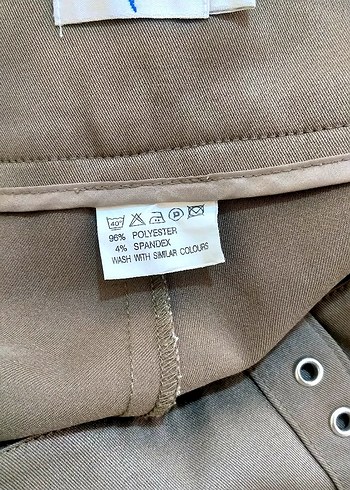 40°
P
96% POLYESTER
4% SPANDEX
WASH WITH SIMILAR COLOURS